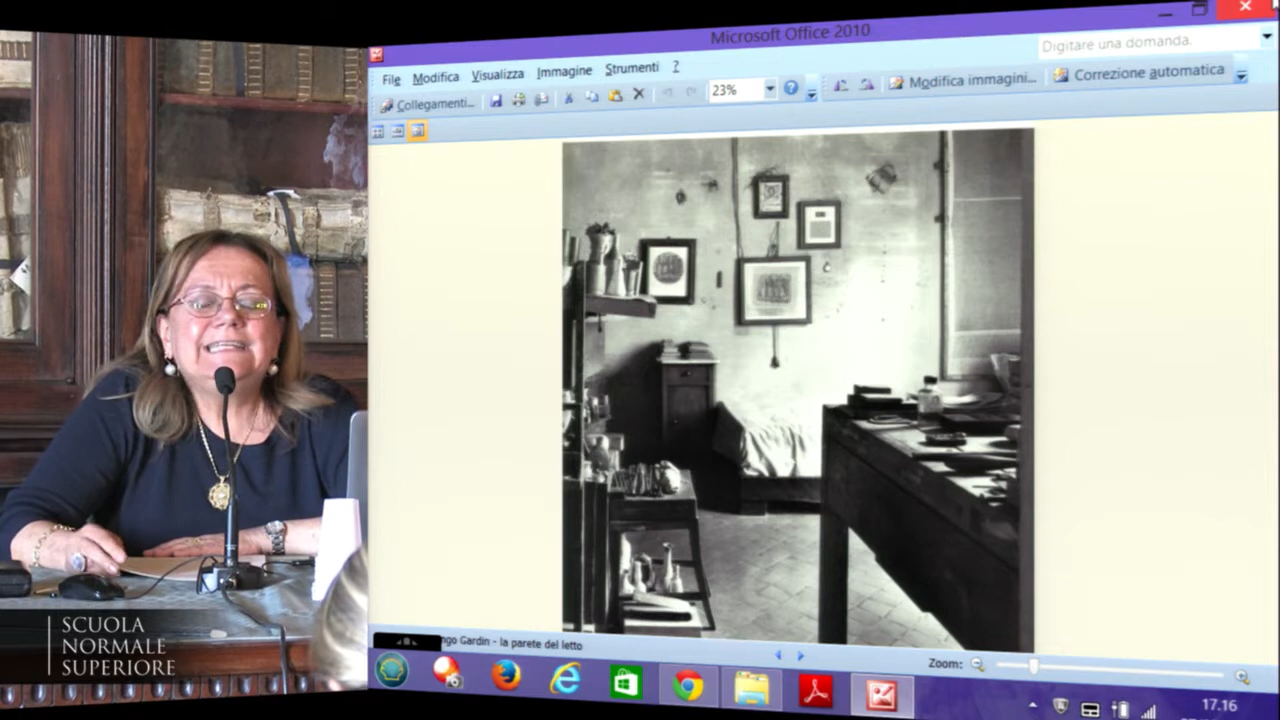 Microsoft Office 2010
Digitare una domanda.
File Modifica Visualizza Immagine Strumenti ?
Collegamenti...
23%
Modifica immagini...
Correzione automatica
ngo Gardin - la parete del letto
Zoom:
17.16
SCUOLA
NORMALE
SUPERIORE